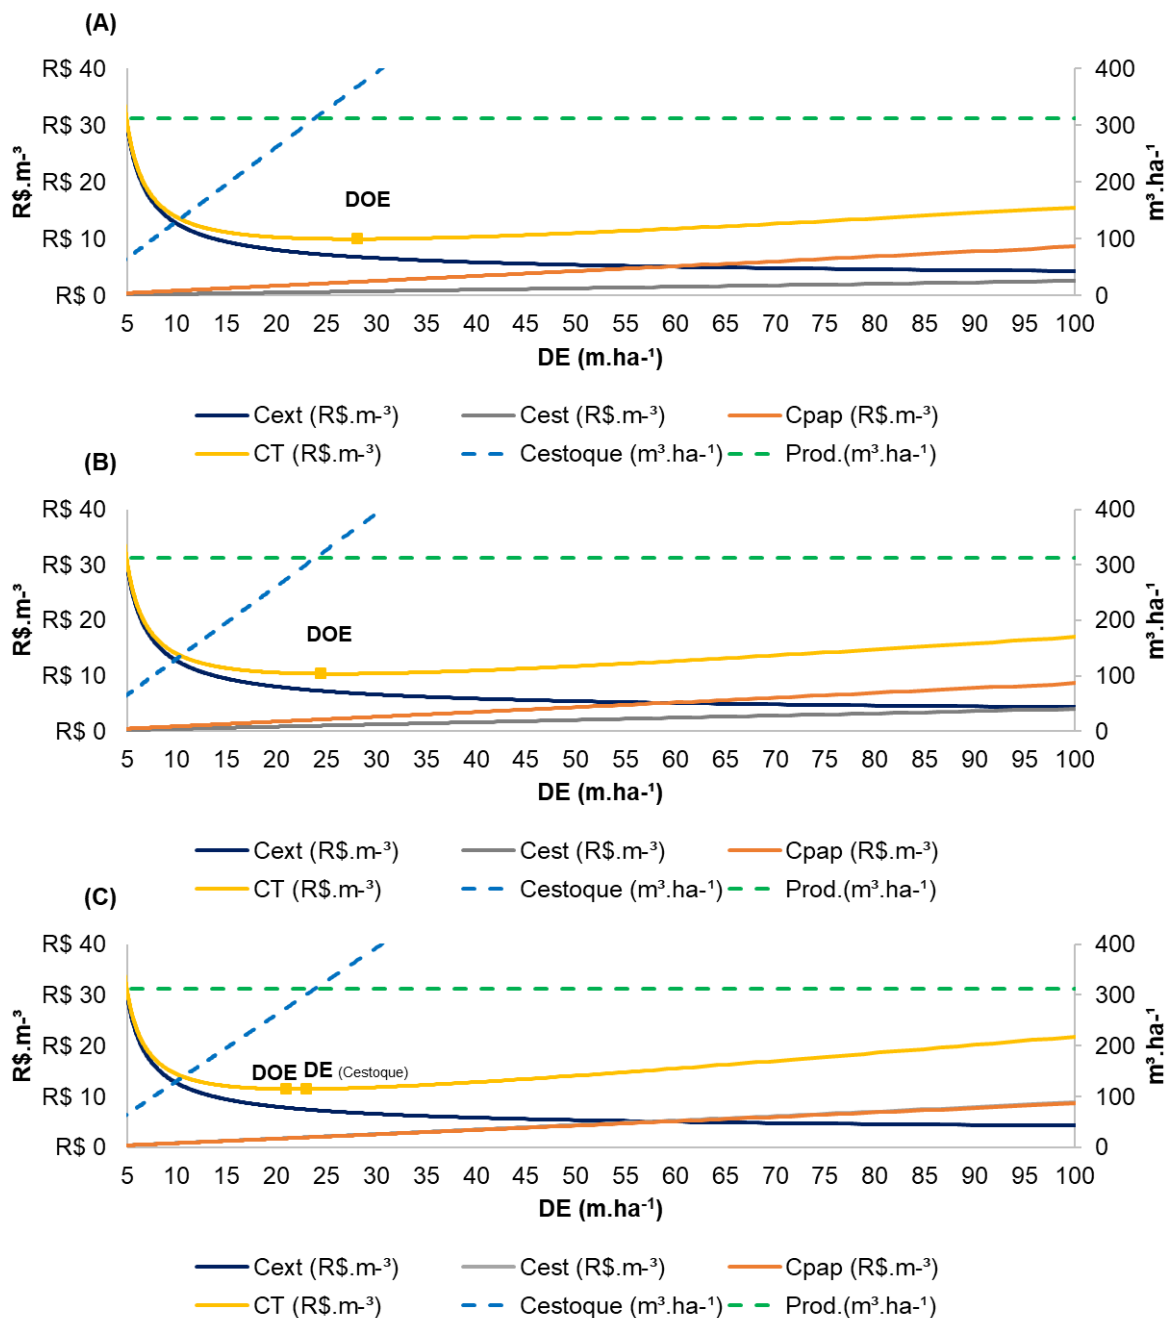 (A)
R$ 40
R$ 30
R$ 20
R$ 10
R$ 0
R$.m-³
400
300
200
100
0
m³.ha-¹
DOE
5 10 15 20 25 30 35 40 45 50 55 60 65 70 75 80 85 90 95 100
DE (m.ha-¹)
Cext (R$.m-³) Cest (R$.m-³) Cpap (R$.m-³)
CT (R$.m-³) Cestoque (m³.ha-¹) Prod.(m³.ha-¹)
(B)
R$ 40
R$ 30
R$ 20
R$ 10
R$ 0
R$.m-³
400
300
200
100
0
m³.ha-¹
DOE
5 10 15 20 25 30 35 40 45 50 55 60 65 70 75 80 85 90 95 100
DE (m.ha-¹)
Cext (R$.m-³) Cest (R$.m-³) Cpap (R$.m-³)
CT (R$.m-³) Cestoque (m³.ha-¹) Prod.(m³.ha-¹)
(C)
R$ 40
R$ 30
R$ 20
R$ 10
R$ 0
R$.m-³
400
300
200
100
0
m³.ha-¹
DOE DE (Cestoque)
5 10 15 20 25 30 35 40 45 50 55 60 65 70 75 80 85 90 95 100
DE (m.ha-¹)
Cext (R$.m-³) Cest (R$.m-³) Cpap (R$.m-³)
CT (R$.m-³) Cestoque (m³.ha-¹) Prod.(m³.ha-¹)